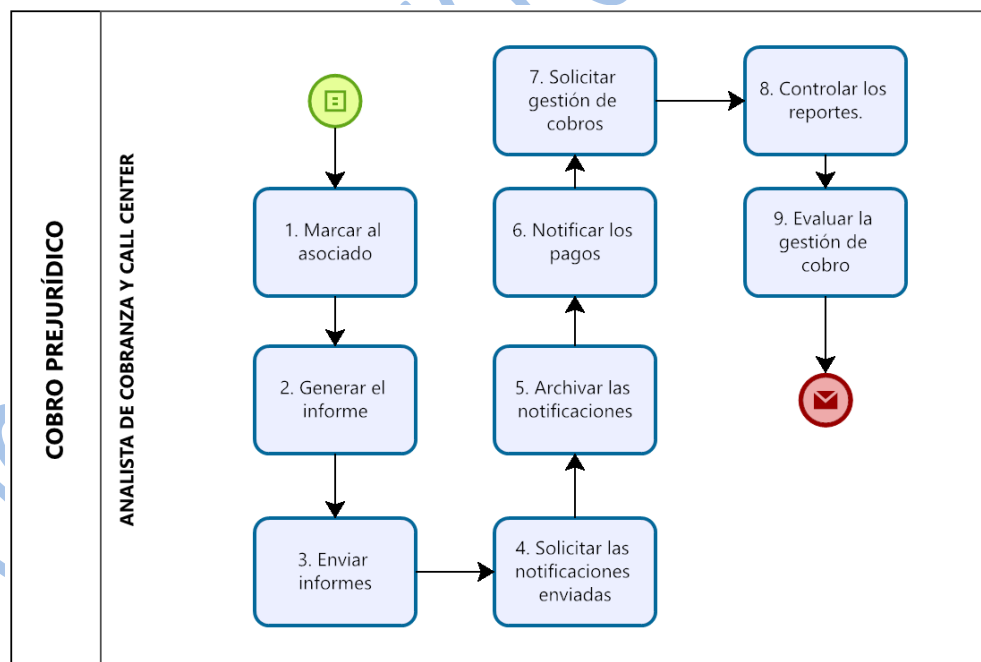 COBRO PREJURÍDICO
ANALISTA DE COBRANZA Y CALL CENTER
1. Marcar al
asociado
2. Generar el
informe
3. Enviar
informes
4. Solicitar las
notificaciones
enviadas
5. Archivar las
notificaciones
6. Notificar los
pagos
7. Solicitar
gestión de
cobros
8. Controlar los
reportes.
9. Evaluar la
gestión de
cobro